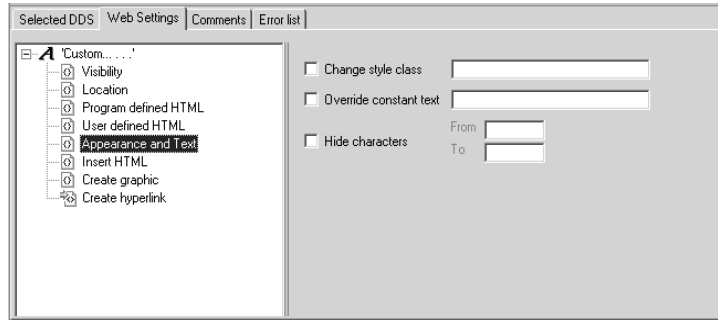 Selected DDS Web Settings Comments Error list
A 'Custom... . . .'
Visibility
Location
Program defined HTML
User defined HTML
Appearance and Text
Insert HTML
Create graphic
Create hyperlink
Change style class
Override constant text
Hide characters
From
To